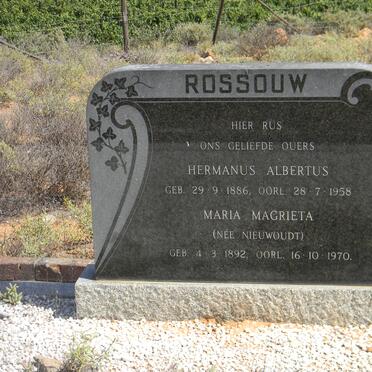 ROSSOUW
HIER RUS
ONS GELIEFDE OUERS
HERMANUS ALBERTUS
GEB. 29·9·1886, OORL. 28·7·1958
MARIA MAGRIETA
(NÉE NIEUWOUDT)
GEB. 4·3·1892, OORL. 16·10·1970.